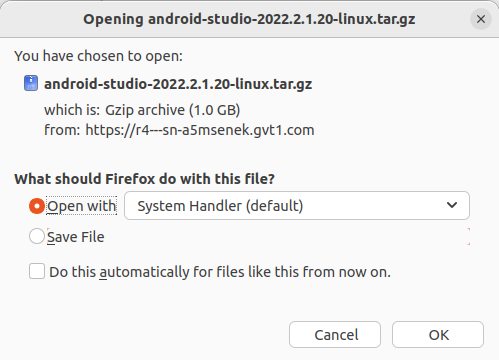 Opening android-studio-2022.2.1.20-linux.tar.gz
You have chosen to open:
android-studio-2022.2.1.20-linux.tar.gz
which is: Gzip archive (1.0 GB)
from: https://r4---sn-a5msenek.gvt1.com
What should Firefox do with this file?
Open with System Handler (default)
Save File
Do this automatically for files like this from now on.
Cancel OK